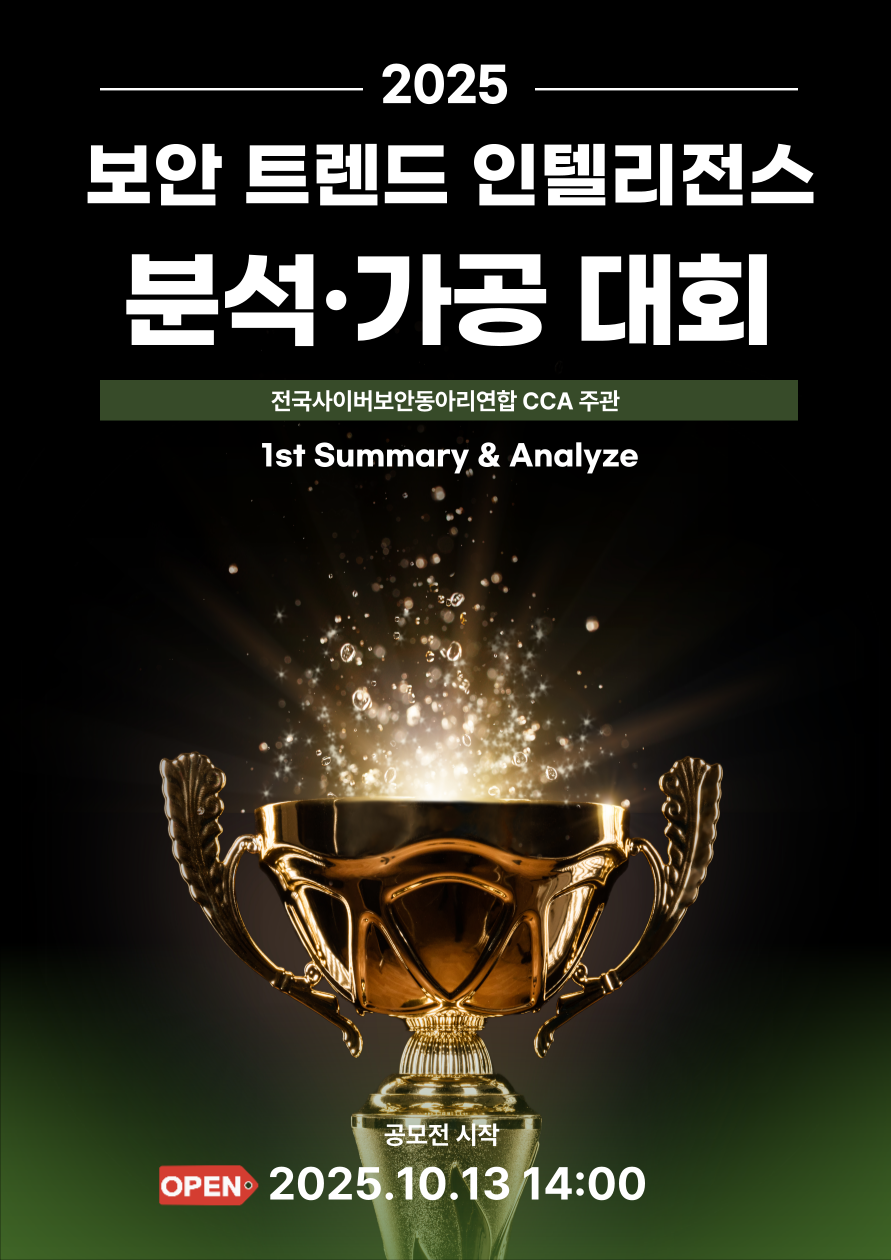 2025
보안 트렌드 인텔리전스
분석·가공 대회
전국사이버보안동아리연합 CCA 주관
1st Summary & Analyze
공모전 시작
OPEN 2025.10.13 14:00